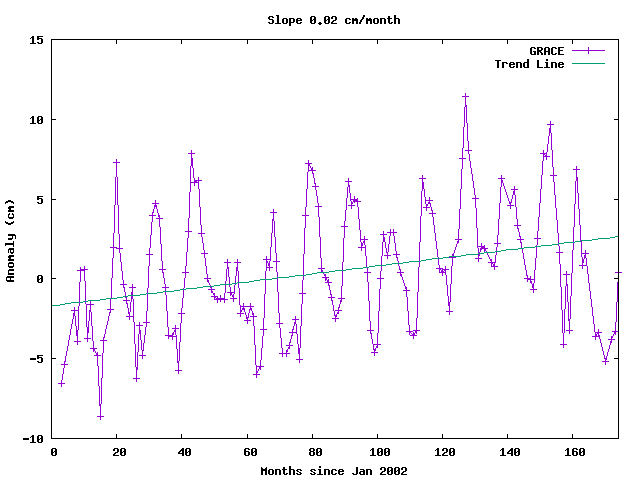 Slope 0.02 cm/month
GRACE
Trend Line
Anomaly (cm)
15
10
5
0
-5
-10
0 20 40 60 80 100 120 140 160
Months since Jan 2002